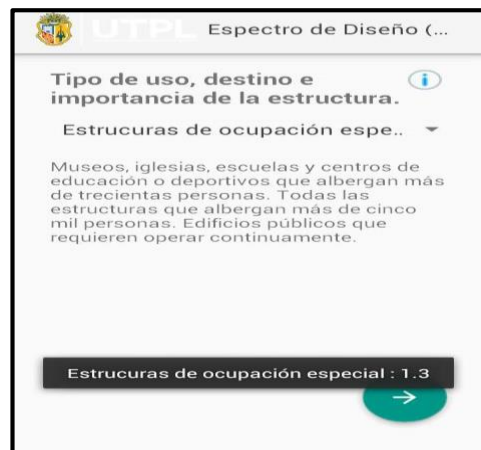 UTPL Espectro de Diseño (...
Tipo de uso, destino e
importancia de la estructura.
Estrucuras de ocupación espe..
Museos, iglesias, escuelas y centros de
educación o deportivos que albergan más
de trecientas personas. Todas las
estructuras que albergan más de cinco
mil personas. Edificios públicos que
requieren operar continuamente.
Estrucuras de ocupación especial : 1.3